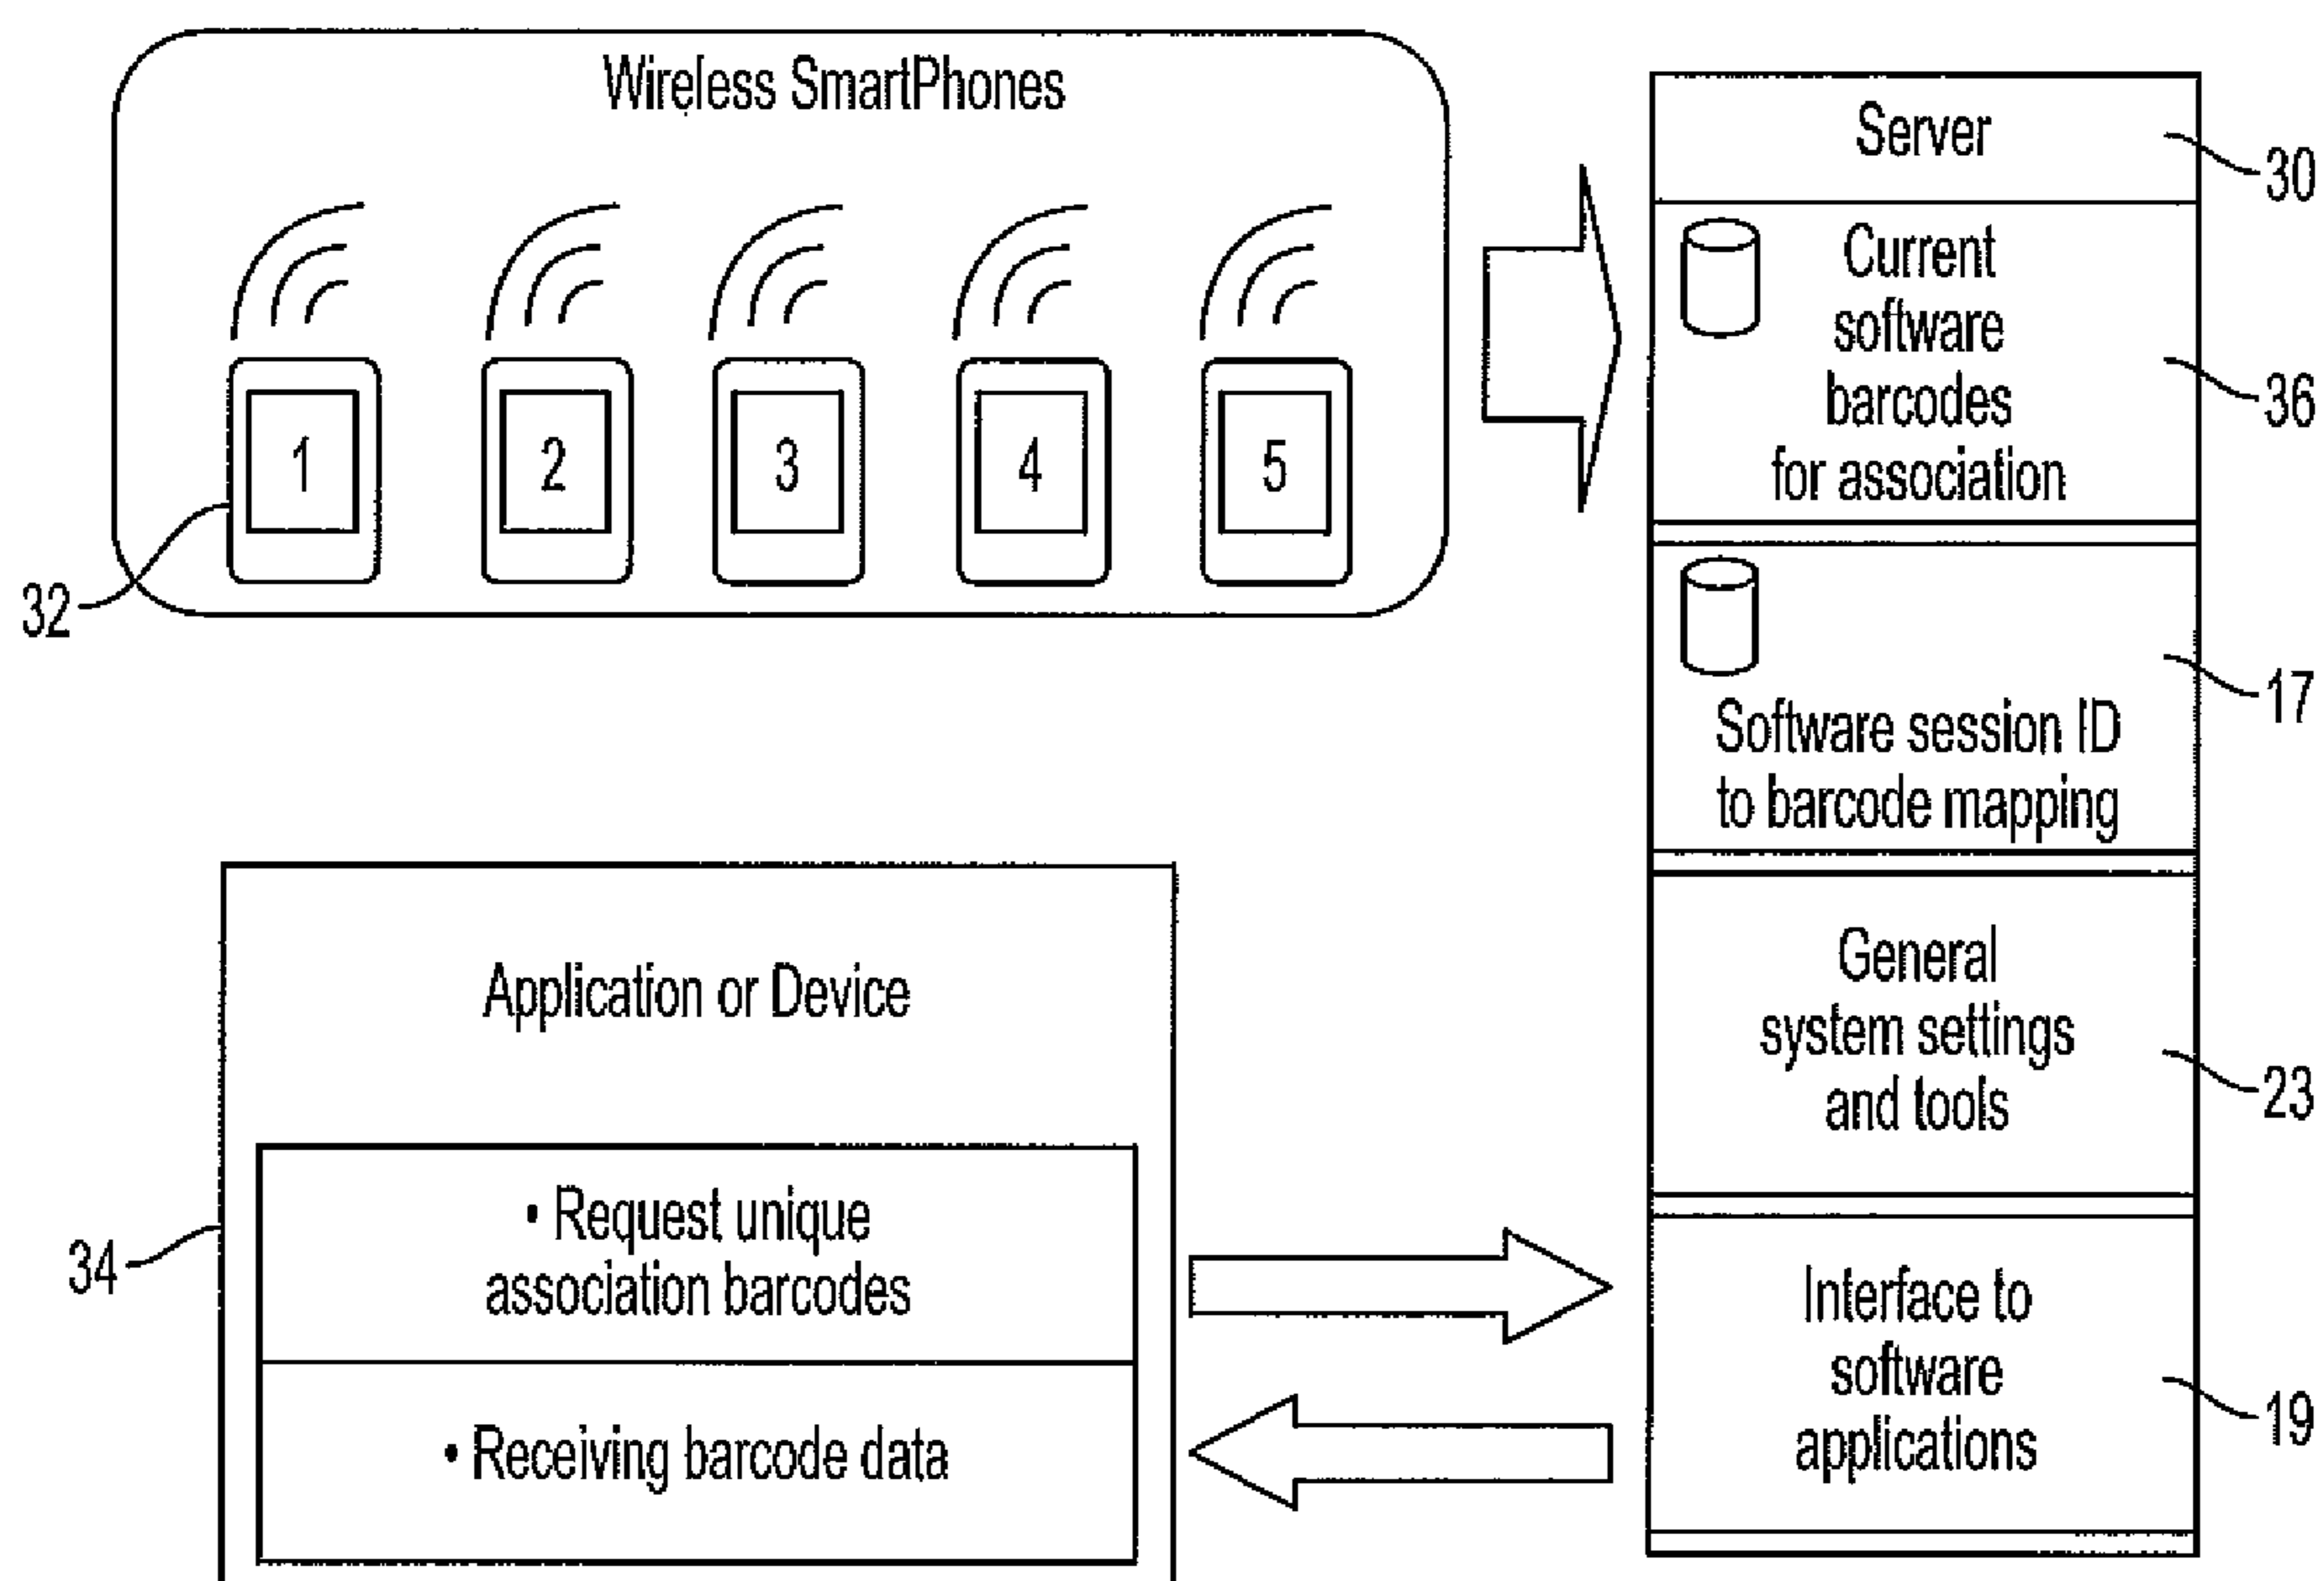 Wireless SmartPhones
1
2
3
4
5
32
Server
30
Current
software
barcodes
for association
36
Software session ID
to barcode mapping
17
General
system settings
and tools
23
Interface to
software
applications
19
Application or Device
• Request unique
association barcodes
• Receiving barcode data
34